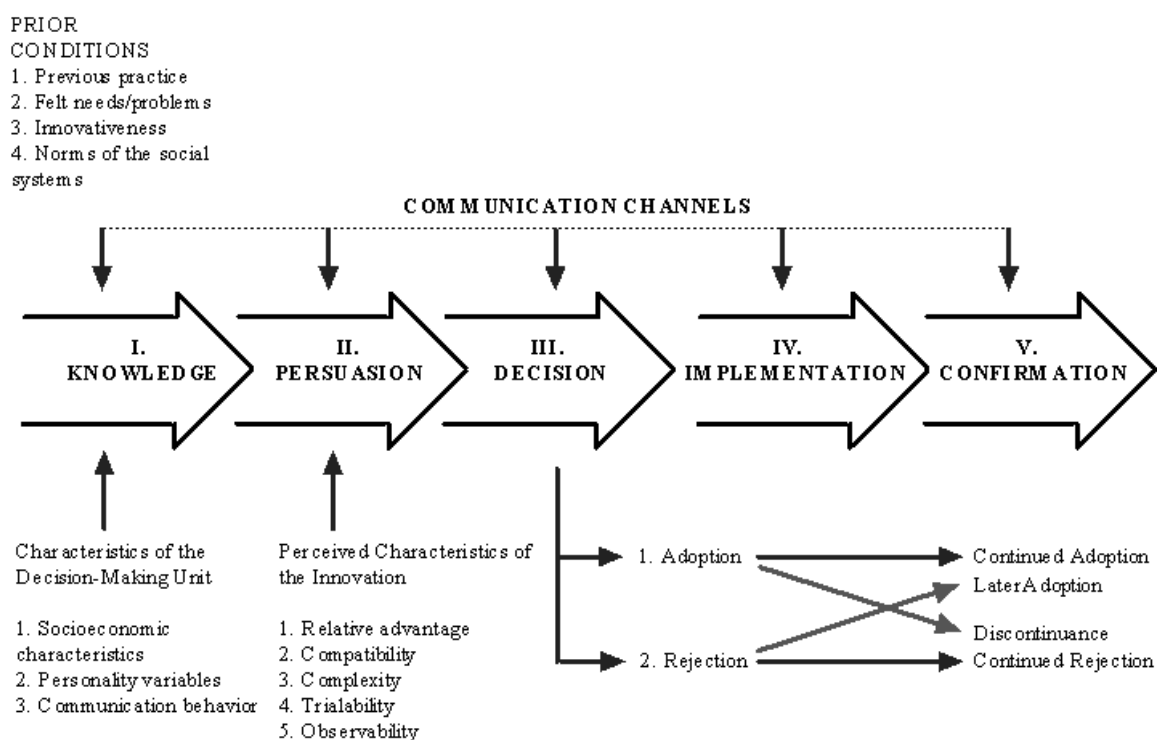 PRIOR
CONDITIONS
1. Previous practice
2. Felt needs/problems
3. Innovativeness
4. Norms of the social
systems
COMMUNICATION CHANNELS
I.
KNOWLEDGE
II.
PERSUASION
III.
DECISION
IV.
IMPLEMENTATION
V.
CONFIRMATION
Characteristics of the
Decision-Making Unit
1. Socioeconomic
characteristics
2. Personality variables
3. Communication behavior
Perceived Characteristics of
the Innovation
1. Relative advantage
2. Compatibility
3. Complexity
4. Trialability
5. Observability
1. Adoption
2. Rejection
Continued Adoption
LaterAdoption
Discontinuance
Continued Rejection